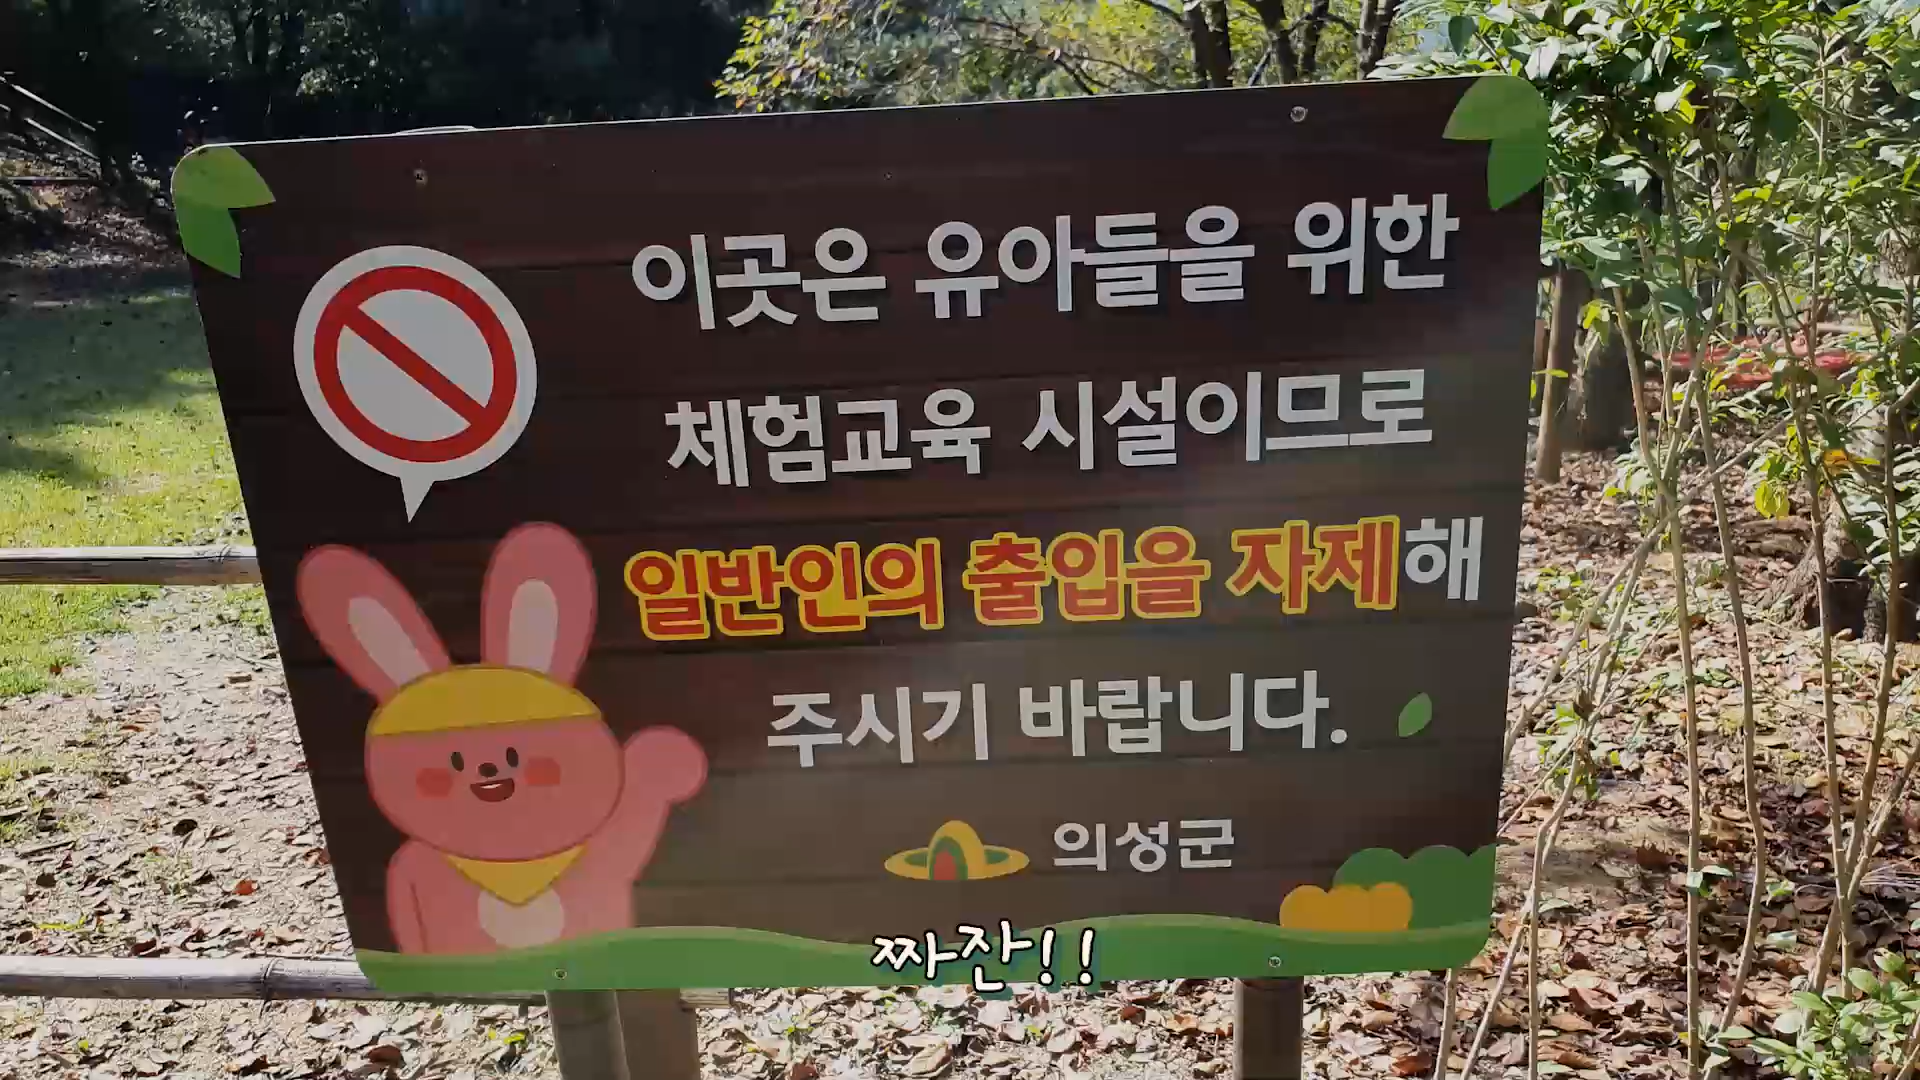 이곳은 유아들을 위한
체험교육 시설이므로
일반인의 출입을 자제해
주시기 바랍니다.
의성군
짜잔!!